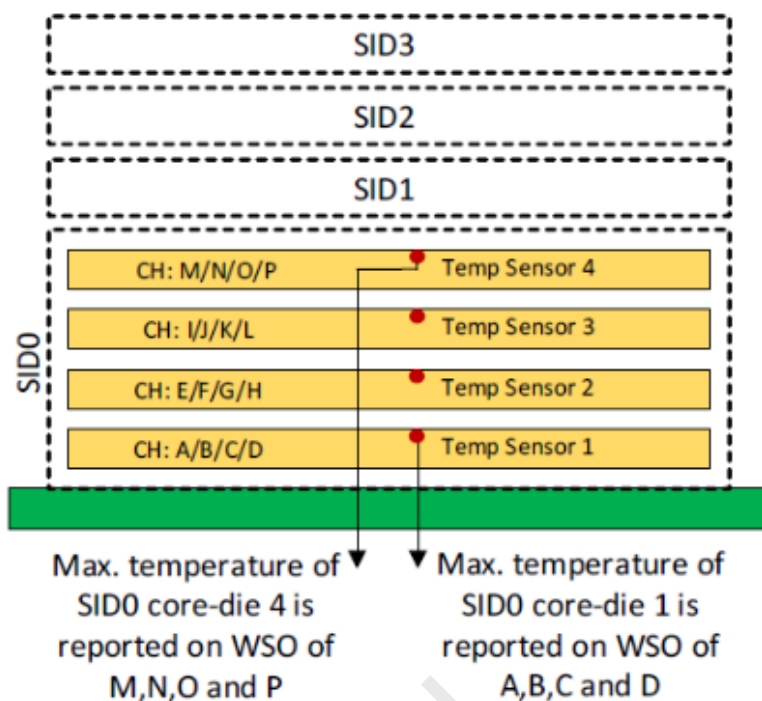 SID3
SID2
SID1
SID0
CH: M/N/O/P Temp Sensor 4
CH: I/J/K/L Temp Sensor 3
CH: E/F/G/H Temp Sensor 2
CH: A/B/C/D Temp Sensor 1
Max. temperature of
SID0 core-die 4 is
reported on WSO of
M,N,O and P
Max. temperature of
SID0 core-die 1 is
reported on WSO of
A,B,C and D